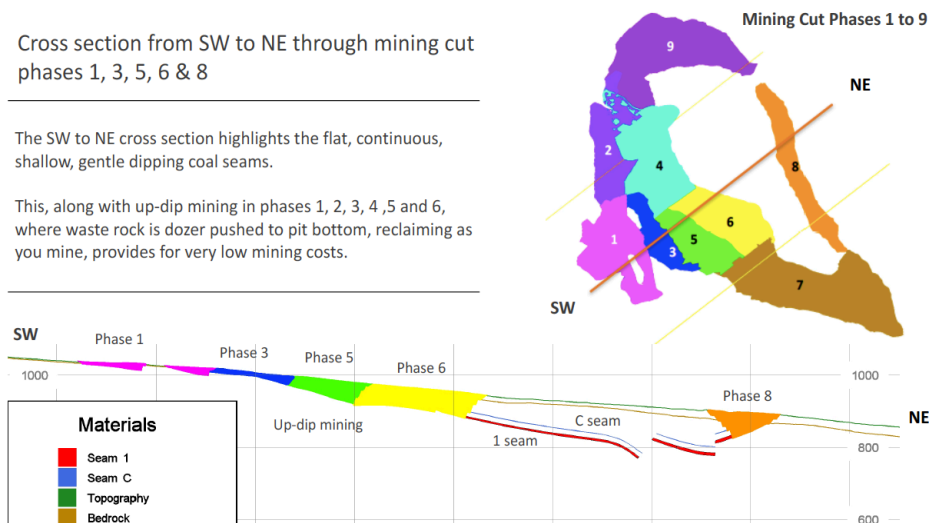 Mining Cut Phases 1 to 9
Cross section from SW to NE through mining cut
phases 1, 3, 5, 6 & 8
The SW to NE cross section highlights the flat, continuous,
shallow, gentle dipping coal seams.
This, along with up-dip mining in phases 1, 2, 3, 4 ,5 and 6,
where waste rock is dozer pushed to pit bottom, reclaiming as
you mine, provides for very low mining costs.
9
NE
2
4
8
1
3
5
6
7
SW
SW
Phase 1
Phase 3
Phase 5
Phase 6
Phase 8
1000
1000
NE
Up-dip mining
C seam
1 seam
800
600
Materials
Seam 1
Seam C
Topography
Bedrock